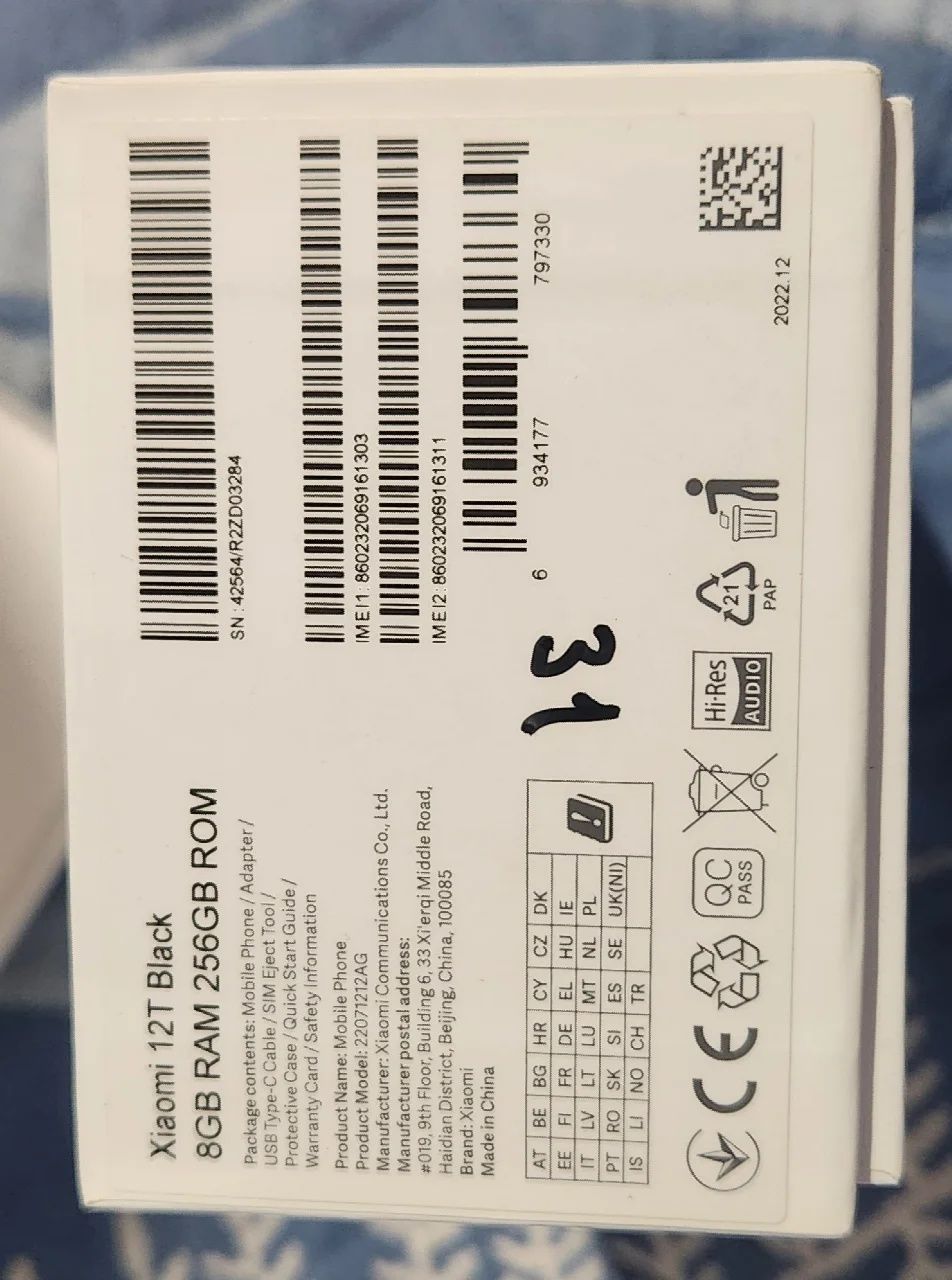 Xiaomi 12T Black
8GB RAM 256GB ROM
Package contents: Mobile Phone / Adapter /
USB Type-C Cable / SIM Eject Tool /
Protective Case / Quick Start Guide /
Warranty Card / Safety Information
Product Name: Mobile Phone
Product Model: 22071212AG
Manufacturer: Xiaomi Communications Co., Ltd.
Manufacturer postal address:
#019, 9th Floor, Building 6, 33 Xi'erqi Middle Road,
Haidian District, Beijing, China, 100085
Brand: Xiaomi
Made in China
SN:42564/R2ZD03284
IMEI1:860232069161303
IMEI2:860232069161311
6 934177 797330
31
AT BE BG HR CY CZ DK
EE FI FR DE EL HU IE
IT LV LT LU MT NL PL
PT RO SK SI ES SE UK(NI)
IS LI NO CH TR
CE
QC
PASS
Hi-Res
AUDIO
21
PAP
2022.12